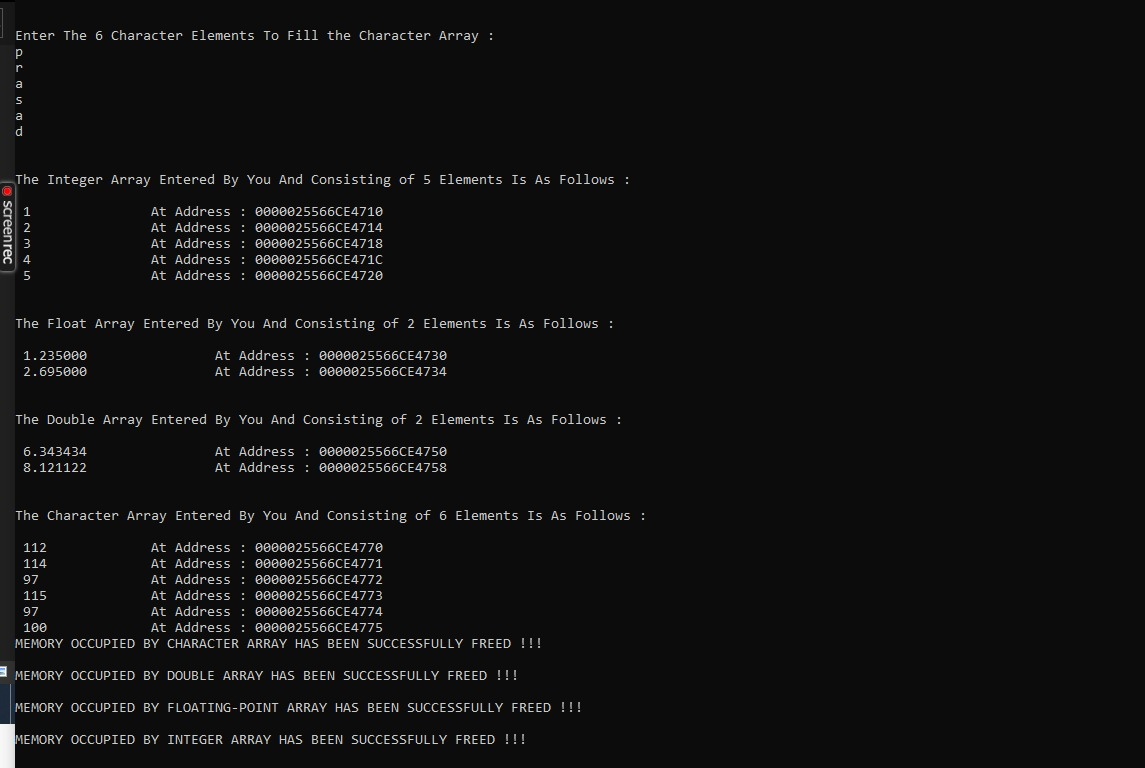 Enter The 6 Character Elements To Fill the Character Array :
p
r
a
s
a
d
The Integer Array Entered By You And Consisting of 5 Elements Is As Follows :
1 At Address : 0000025566CE4710
2 At Address : 0000025566CE4714
3 At Address : 0000025566CE4718
4 At Address : 0000025566CE471C
5 At Address : 0000025566CE4720
The Float Array Entered By You And Consisting of 2 Elements Is As Follows :
1.235000 At Address : 0000025566CE4730
2.695000 At Address : 0000025566CE4734
The Double Array Entered By You And Consisting of 2 Elements Is As Follows :
6.343434 At Address : 0000025566CE4750
8.121122 At Address : 0000025566CE4758
The Character Array Entered By You And Consisting of 6 Elements Is As Follows :
112 At Address : 0000025566CE4770
114 At Address : 0000025566CE4771
97 At Address : 0000025566CE4772
115 At Address : 0000025566CE4773
97 At Address : 0000025566CE4774
100 At Address : 0000025566CE4775
MEMORY OCCUPIED BY CHARACTER ARRAY HAS BEEN SUCCESSFULLY FREED !!!
MEMORY OCCUPIED BY DOUBLE ARRAY HAS BEEN SUCCESSFULLY FREED !!!
MEMORY OCCUPIED BY FLOATING-POINT ARRAY HAS BEEN SUCCESSFULLY FREED !!!
MEMORY OCCUPIED BY INTEGER ARRAY HAS BEEN SUCCESSFULLY FREED !!!
screenrec